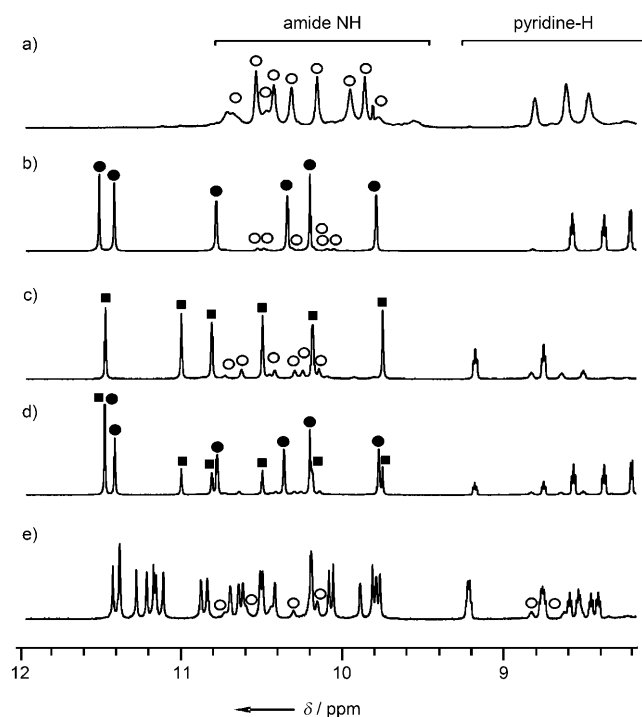 amide NH pyridine-H
a)
b)
c)
d)
e)
12 11 10 9
δ / ppm